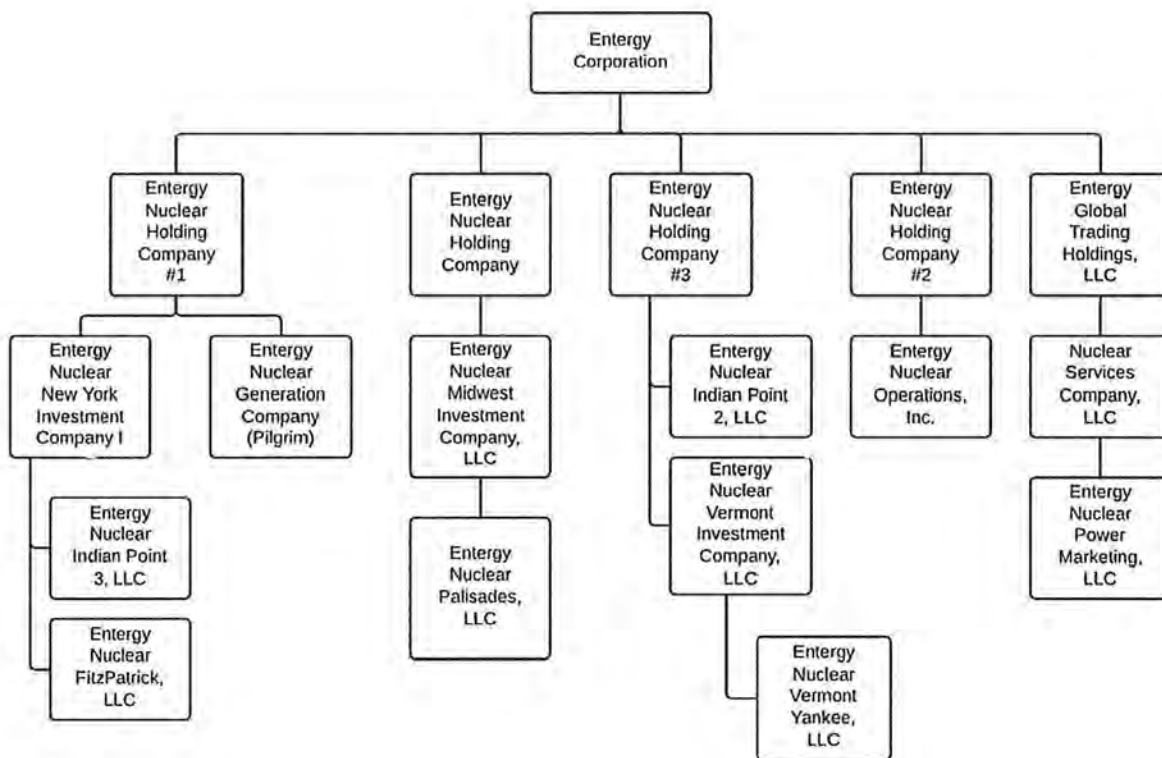 Entergy
Corporation
Entergy
Nuclear
Holding
Company
#1
Entergy
Nuclear
Holding
Company
Entergy
Nuclear
Holding
Company
#3
Entergy
Nuclear
Holding
Company
#2
Entergy
Global
Trading
Holdings,
LLC
Entergy
Nuclear
New York
Investment
Company I
Entergy
Nuclear
Generation
Company
(Pilgrim)
Entergy
Nuclear
Midwest
Investment
Company,
LLC
Entergy
Nuclear
Indian Point
2, LLC
Entergy
Nuclear
Operations,
Inc.
Nuclear
Services
Company,
LLC
Entergy
Nuclear
Indian Point
3, LLC
Entergy
Nuclear
Palisades,
LLC
Entergy
Nuclear
Vermont
Investment
Company,
LLC
Entergy
Nuclear
Power
Marketing,
LLC
Entergy
Nuclear
FitzPatrick,
LLC
Entergy
Nuclear
Vermont
Yankee,
LLC